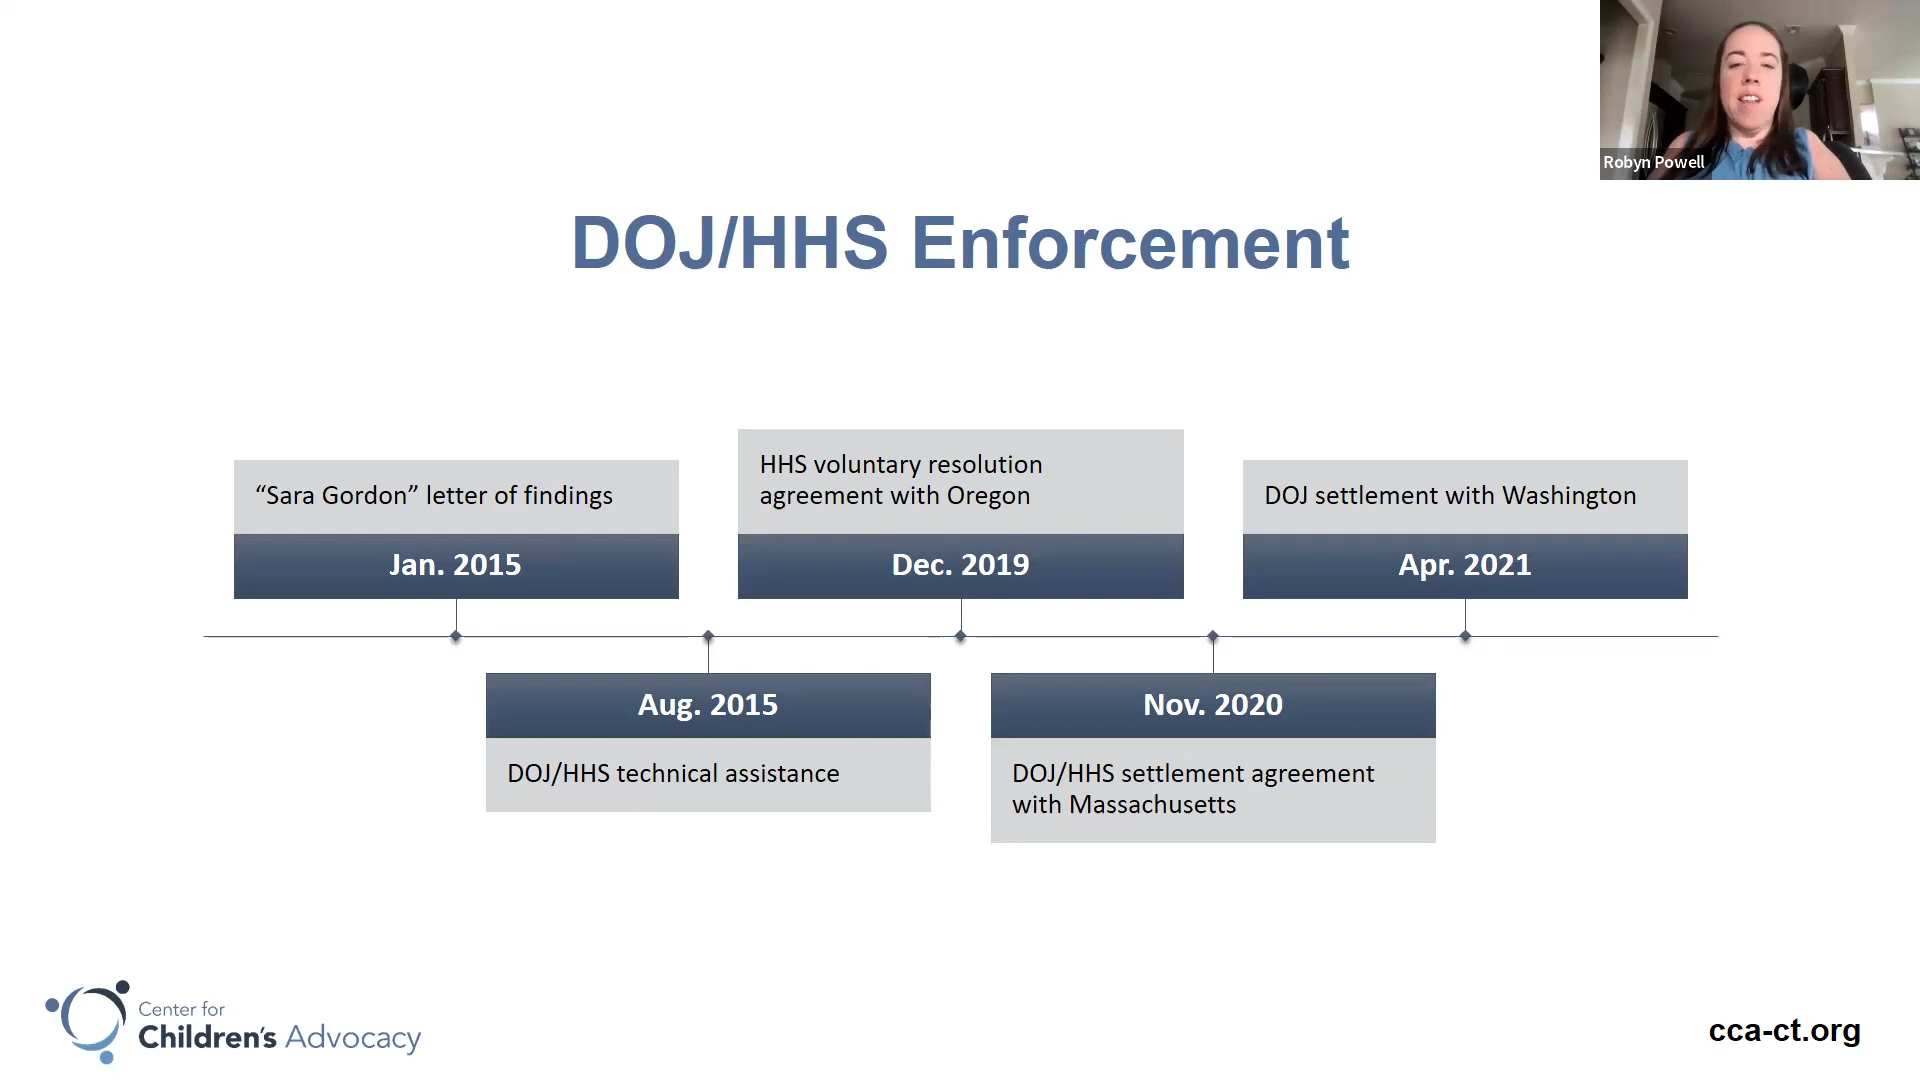 Robyn Powell
DOJ/HHS Enforcement
“Sara Gordon” letter of findings
Jan. 2015
HHS voluntary resolution
agreement with Oregon
Dec. 2019
DOJ settlement with Washington
Apr. 2021
Aug. 2015
DOJ/HHS technical assistance
Nov. 2020
DOJ/HHS settlement agreement
with Massachusetts
Center for
Children's Advocacy
cca-ct.org